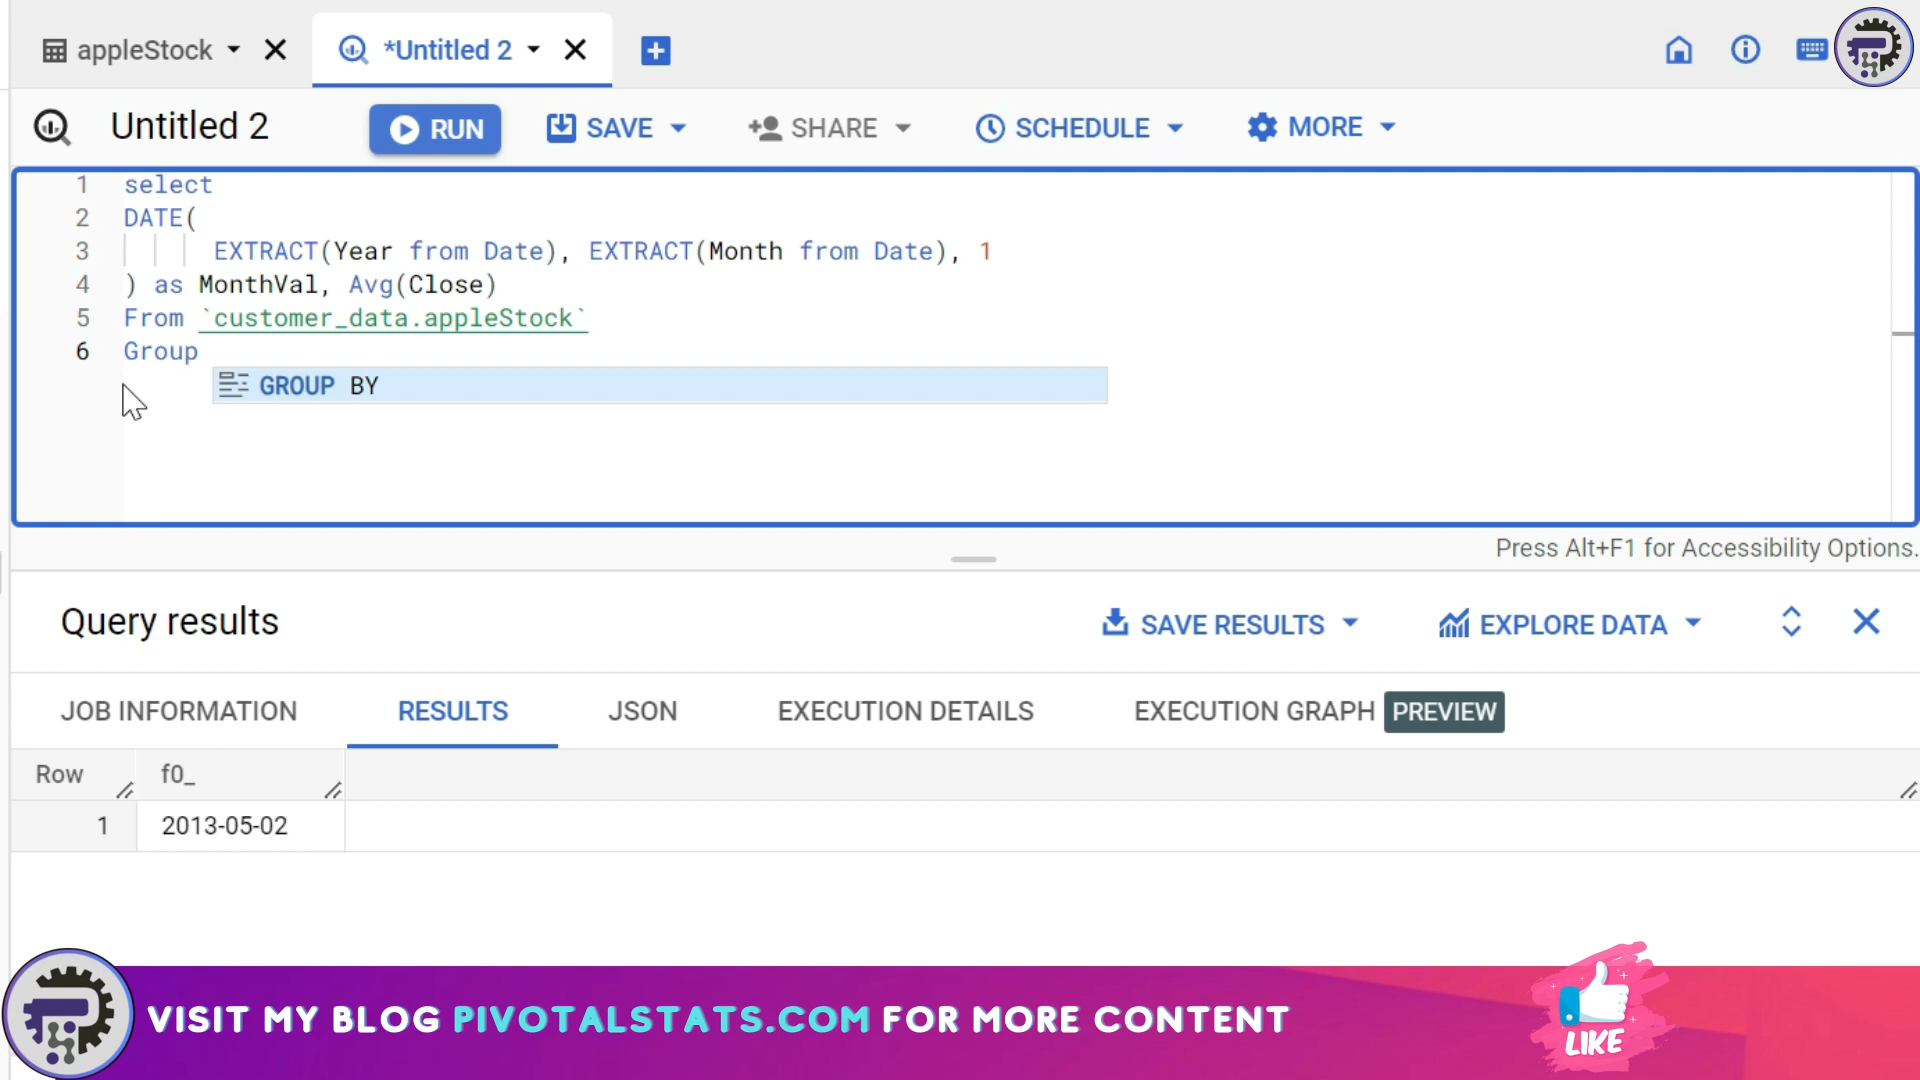 appleStock
*Untitled 2
Untitled 2
RUN
SAVE
SHARE
SCHEDULE
MORE
1 select
2 DATE(
3 EXTRACT(Year from Date), EXTRACT(Month from Date), 1
4 ) as MonthVal, Avg(Close)
5 From `customer_data.appleStock`
6 Group
GROUP BY
Press Alt+F1 for Accessibility Options.
Query results
SAVE RESULTS
EXPLORE DATA
JOB INFORMATION
RESULTS
JSON
EXECUTION DETAILS
EXECUTION GRAPH PREVIEW
Row f0_
1 2013-05-02
VISIT MY BLOG PIVOTALSTATS.COM FOR MORE CONTENT
LIKE